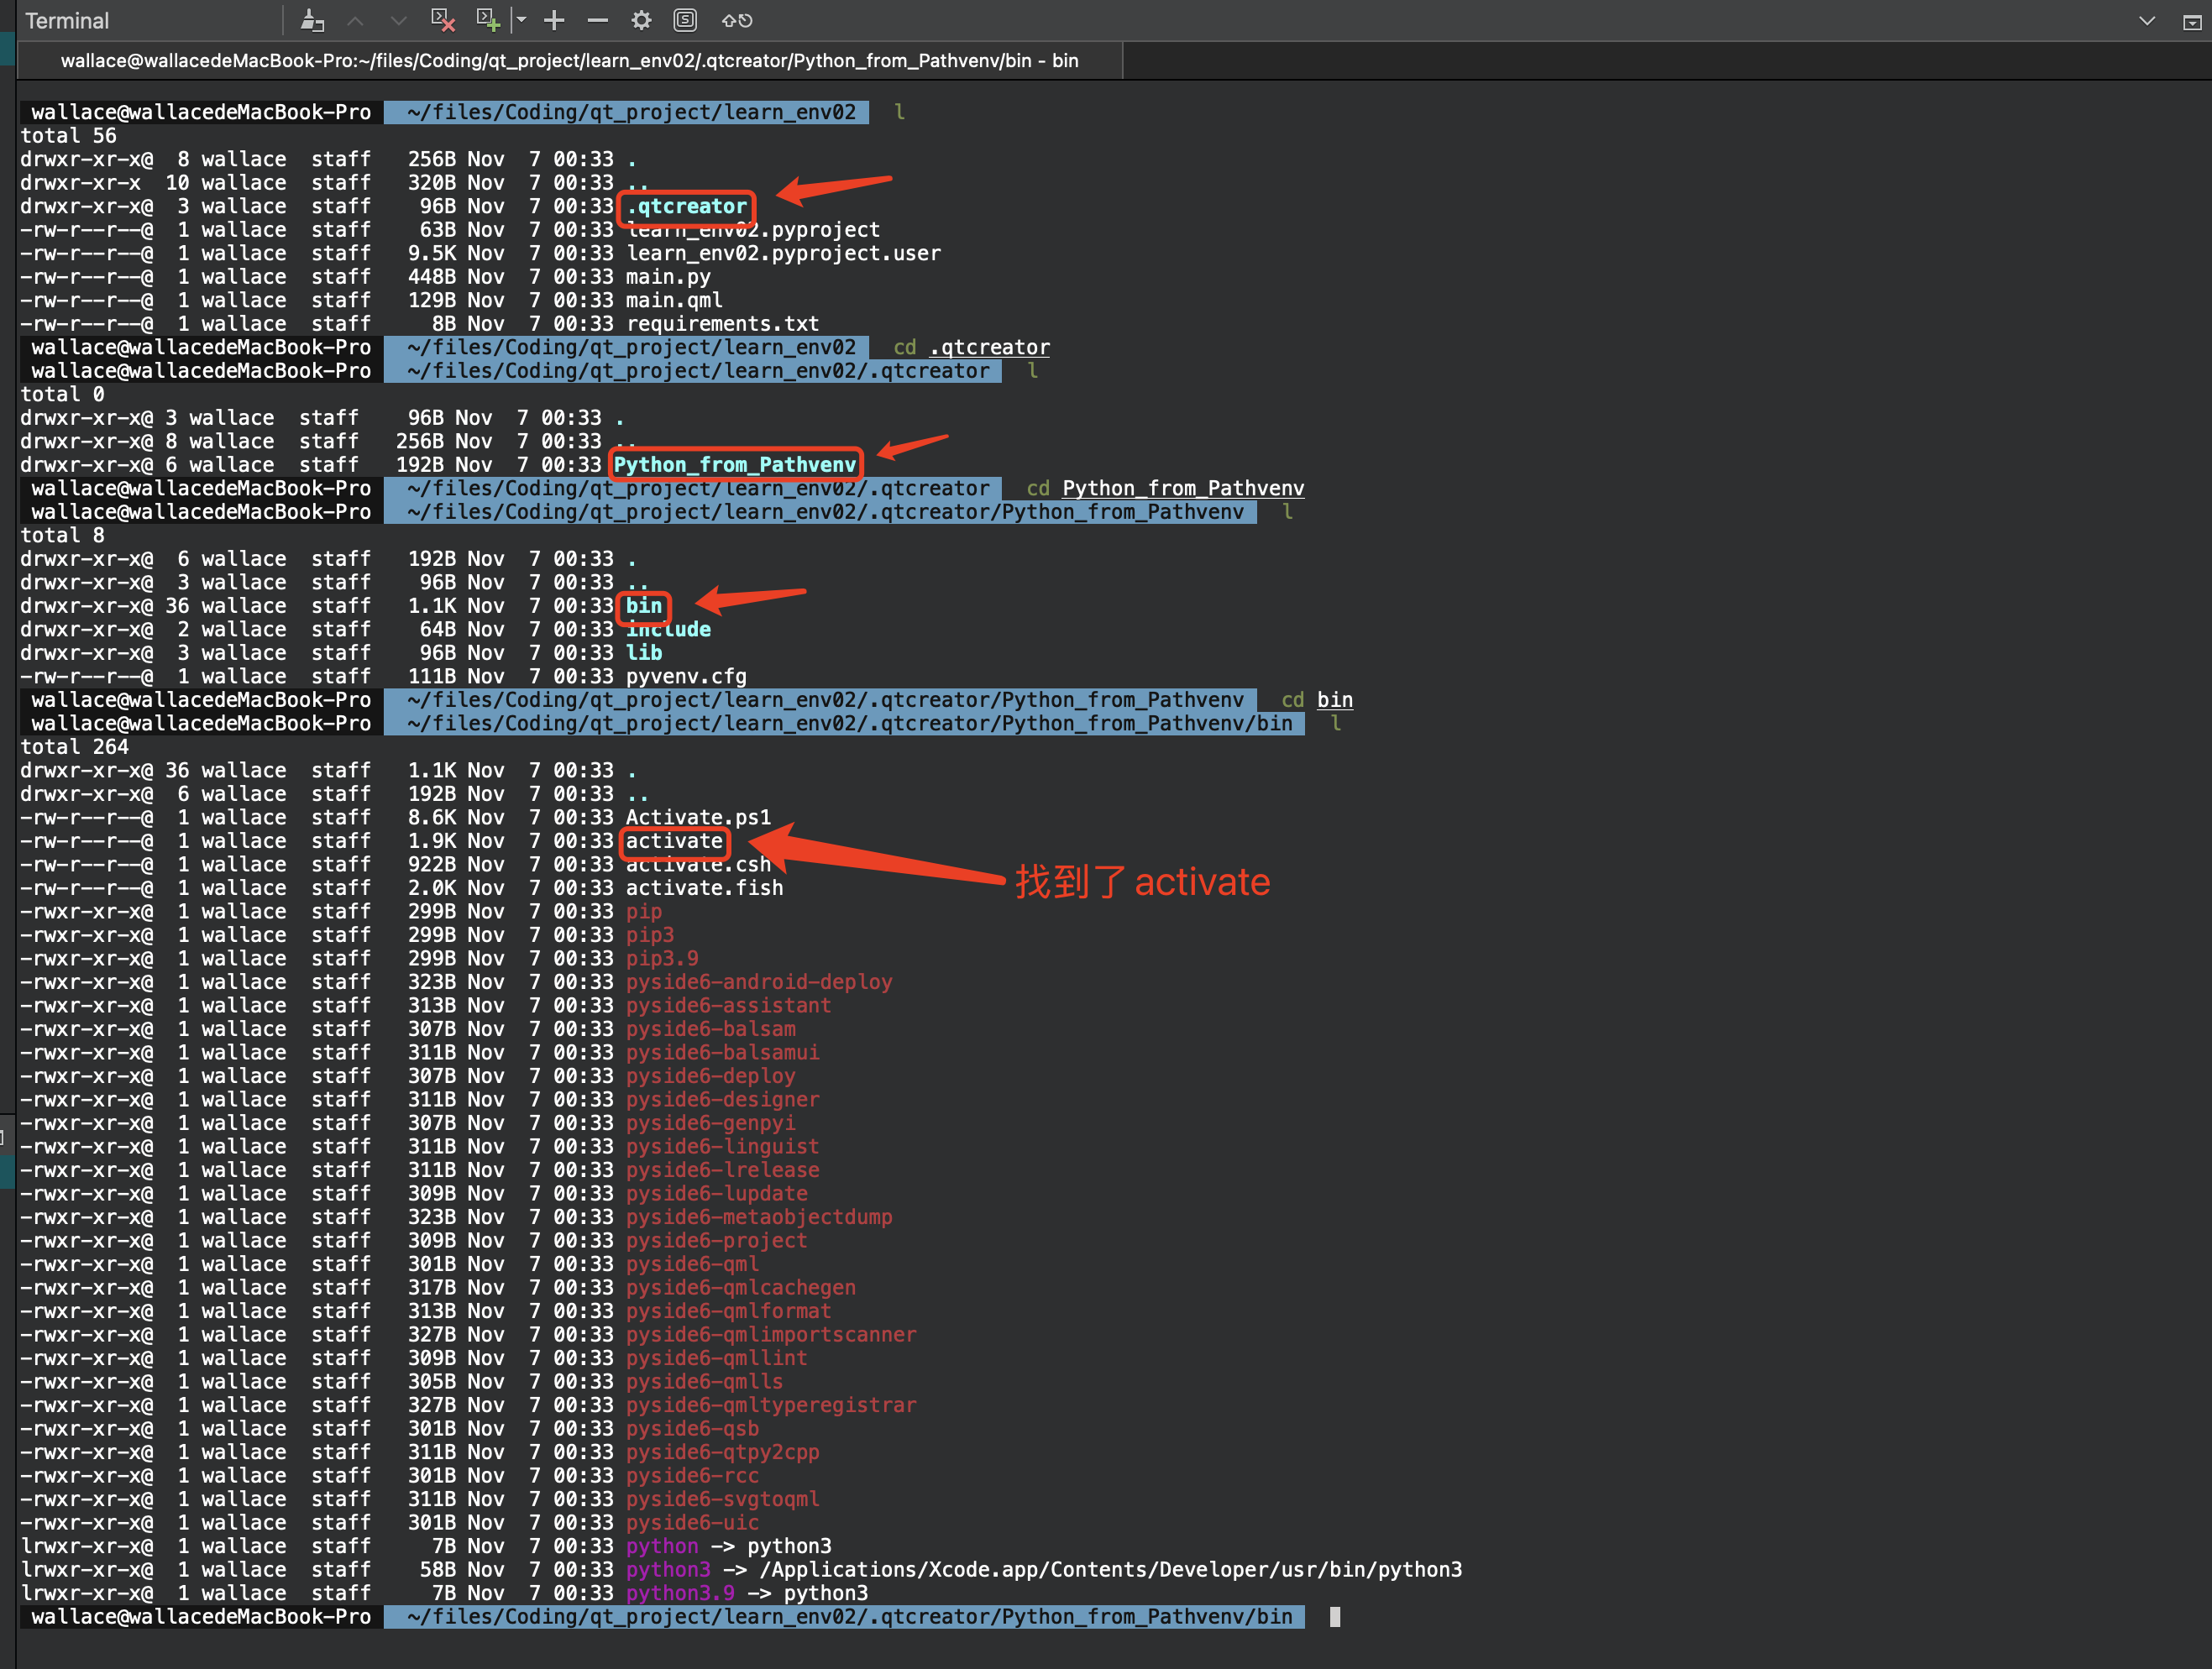 Terminal
wallace@wallacedeMacBook-Pro:~/files/Coding/qt_project/learn_env02/.qtcreator/Python_from_Pathvenv/bin - bin
wallace@wallacedeMacBook-Pro ~/files/Coding/qt_project/learn_env02 l
total 56
drwxr-xr-x@ 8 wallace staff 256B Nov 7 00:33 .
drwxr-xr-x 10 wallace staff 320B Nov 7 00:33 ..
drwxr-xr-x@ 3 wallace staff 96B Nov 7 00:33 .qtcreator
-rw-r--r--@ 1 wallace staff 63B Nov 7 00:33 learn_env02.pyproject
-rw-r--r--@ 1 wallace staff 9.5K Nov 7 00:33 learn_env02.pyproject.user
-rw-r--r--@ 1 wallace staff 448B Nov 7 00:33 main.py
-rw-r--r--@ 1 wallace staff 129B Nov 7 00:33 main.qml
-rw-r--r--@ 1 wallace staff 8B Nov 7 00:33 requirements.txt
wallace@wallacedeMacBook-Pro ~/files/Coding/qt_project/learn_env02 cd .qtcreator
wallace@wallacedeMacBook-Pro ~/files/Coding/qt_project/learn_env02/.qtcreator l
total 0
drwxr-xr-x@ 3 wallace staff 96B Nov 7 00:33 .
drwxr-xr-x@ 8 wallace staff 256B Nov 7 00:33 ..
drwxr-xr-x@ 6 wallace staff 192B Nov 7 00:33 Python_from_Pathvenv
wallace@wallacedeMacBook-Pro ~/files/Coding/qt_project/learn_env02/.qtcreator cd Python_from_Pathvenv
wallace@wallacedeMacBook-Pro ~/files/Coding/qt_project/learn_env02/.qtcreator/Python_from_Pathvenv l
total 8
drwxr-xr-x@ 6 wallace staff 192B Nov 7 00:33 .
drwxr-xr-x@ 3 wallace staff 96B Nov 7 00:33 ..
drwxr-xr-x@ 36 wallace staff 1.1K Nov 7 00:33 bin
drwxr-xr-x@ 2 wallace staff 64B Nov 7 00:33 include
drwxr-xr-x@ 3 wallace staff 96B Nov 7 00:33 lib
-rw-r--r--@ 1 wallace staff 111B Nov 7 00:33 pyvenv.cfg
wallace@wallacedeMacBook-Pro ~/files/Coding/qt_project/learn_env02/.qtcreator/Python_from_Pathvenv cd bin
wallace@wallacedeMacBook-Pro ~/files/Coding/qt_project/learn_env02/.qtcreator/Python_from_Pathvenv/bin l
total 264
drwxr-xr-x@ 36 wallace staff 1.1K Nov 7 00:33 .
drwxr-xr-x@ 6 wallace staff 192B Nov 7 00:33 ..
-rw-r--r--@ 1 wallace staff 8.6K Nov 7 00:33 Activate.ps1
-rw-r--r--@ 1 wallace staff 1.9K Nov 7 00:33 activate
-rw-r--r--@ 1 wallace staff 922B Nov 7 00:33 activate.csh
找到了activate
-rw-r--r--@ 1 wallace staff 2.0K Nov 7 00:33 activate.fish
-rwxr-xr-x@ 1 wallace staff 299B Nov 7 00:33 pip
-rwxr-xr-x@ 1 wallace staff 299B Nov 7 00:33 pip3
-rwxr-xr-x@ 1 wallace staff 299B Nov 7 00:33 pip3.9
-rwxr-xr-x@ 1 wallace staff 323B Nov 7 00:33 pyside6-android-deploy
-rwxr-xr-x@ 1 wallace staff 313B Nov 7 00:33 pyside6-assistant
-rwxr-xr-x@ 1 wallace staff 307B Nov 7 00:33 pyside6-balsam
-rwxr-xr-x@ 1 wallace staff 311B Nov 7 00:33 pyside6-balsamui
-rwxr-xr-x@ 1 wallace staff 307B Nov 7 00:33 pyside6-deploy
-rwxr-xr-x@ 1 wallace staff 311B Nov 7 00:33 pyside6-designer
-rwxr-xr-x@ 1 wallace staff 307B Nov 7 00:33 pyside6-genpyi
-rwxr-xr-x@ 1 wallace staff 311B Nov 7 00:33 pyside6-linguist
-rwxr-xr-x@ 1 wallace staff 311B Nov 7 00:33 pyside6-lrelease
-rwxr-xr-x@ 1 wallace staff 309B Nov 7 00:33 pyside6-lupdate
-rwxr-xr-x@ 1 wallace staff 323B Nov 7 00:33 pyside6-metaobjectdump
-rwxr-xr-x@ 1 wallace staff 309B Nov 7 00:33 pyside6-project
-rwxr-xr-x@ 1 wallace staff 301B Nov 7 00:33 pyside6-qml
-rwxr-xr-x@ 1 wallace staff 317B Nov 7 00:33 pyside6-qmlcachegen
-rwxr-xr-x@ 1 wallace staff 313B Nov 7 00:33 pyside6-qmlformat
-rwxr-xr-x@ 1 wallace staff 327B Nov 7 00:33 pyside6-qmlimportscanner
-rwxr-xr-x@ 1 wallace staff 309B Nov 7 00:33 pyside6-qmllint
-rwxr-xr-x@ 1 wallace staff 305B Nov 7 00:33 pyside6-qmlls
-rwxr-xr-x@ 1 wallace staff 327B Nov 7 00:33 pyside6-qmltyperegistrar
-rwxr-xr-x@ 1 wallace staff 301B Nov 7 00:33 pyside6-qsb
-rwxr-xr-x@ 1 wallace staff 311B Nov 7 00:33 pyside6-qtpy2cpp
-rwxr-xr-x@ 1 wallace staff 301B Nov 7 00:33 pyside6-rcc
-rwxr-xr-x@ 1 wallace staff 311B Nov 7 00:33 pyside6-svgtoqml
-rwxr-xr-x@ 1 wallace staff 301B Nov 7 00:33 pyside6-uic
lrwxr-xr-x@ 1 wallace staff 7B Nov 7 00:33 python -> python3
lrwxr-xr-x@ 1 wallace staff 58B Nov 7 00:33 python3 -> /Applications/Xcode.app/Contents/Developer/usr/bin/python3
lrwxr-xr-x@ 1 wallace staff 7B Nov 7 00:33 python3.9 -> python3
wallace@wallacedeMacBook-Pro ~/files/Coding/qt_project/learn_env02/.qtcreator/Python_from_Pathvenv/bin